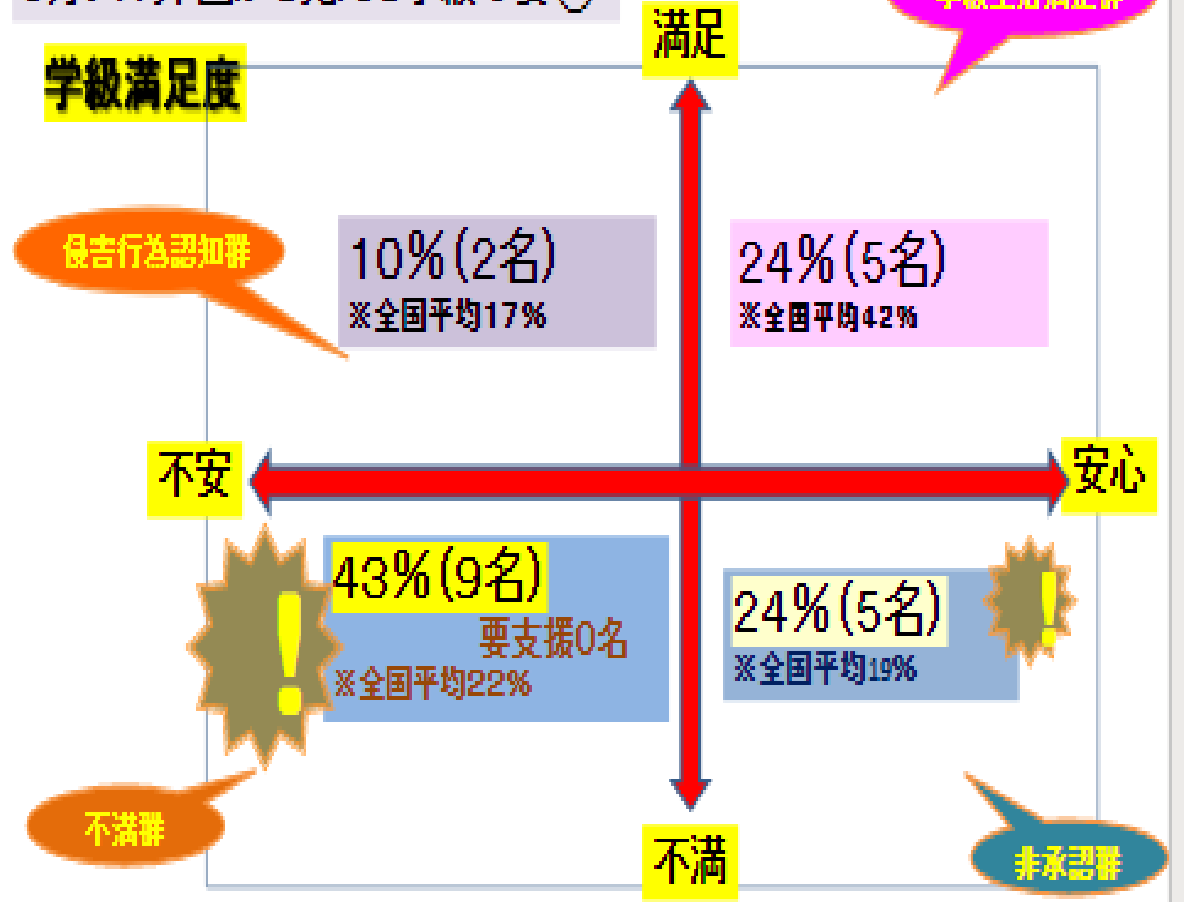 満足
学級満足度
侵害行為認知群
10%(2名)
※全国平均17%
24%(5名)
※全国平均42%
不安
安心
43%(9名)
要支援0名
※全国平均22%
24%(5名)
※全国平均19%
!
!
不満群
不満
非承認群